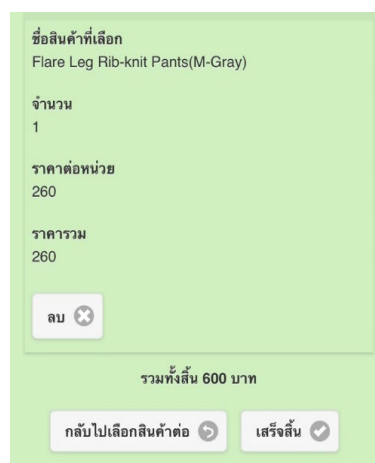 ชื่อสินค้าที่เลือก
Flare Leg Rib-knit Pants(M-Gray)
จำนวน
1
ราคาต่อหน่วย
260
ราคารวม
260
ลบ
รวมทั้งสิ้น 600 บาท
กลับไปเลือกสินค้าต่อ
เสร็จสิ้น